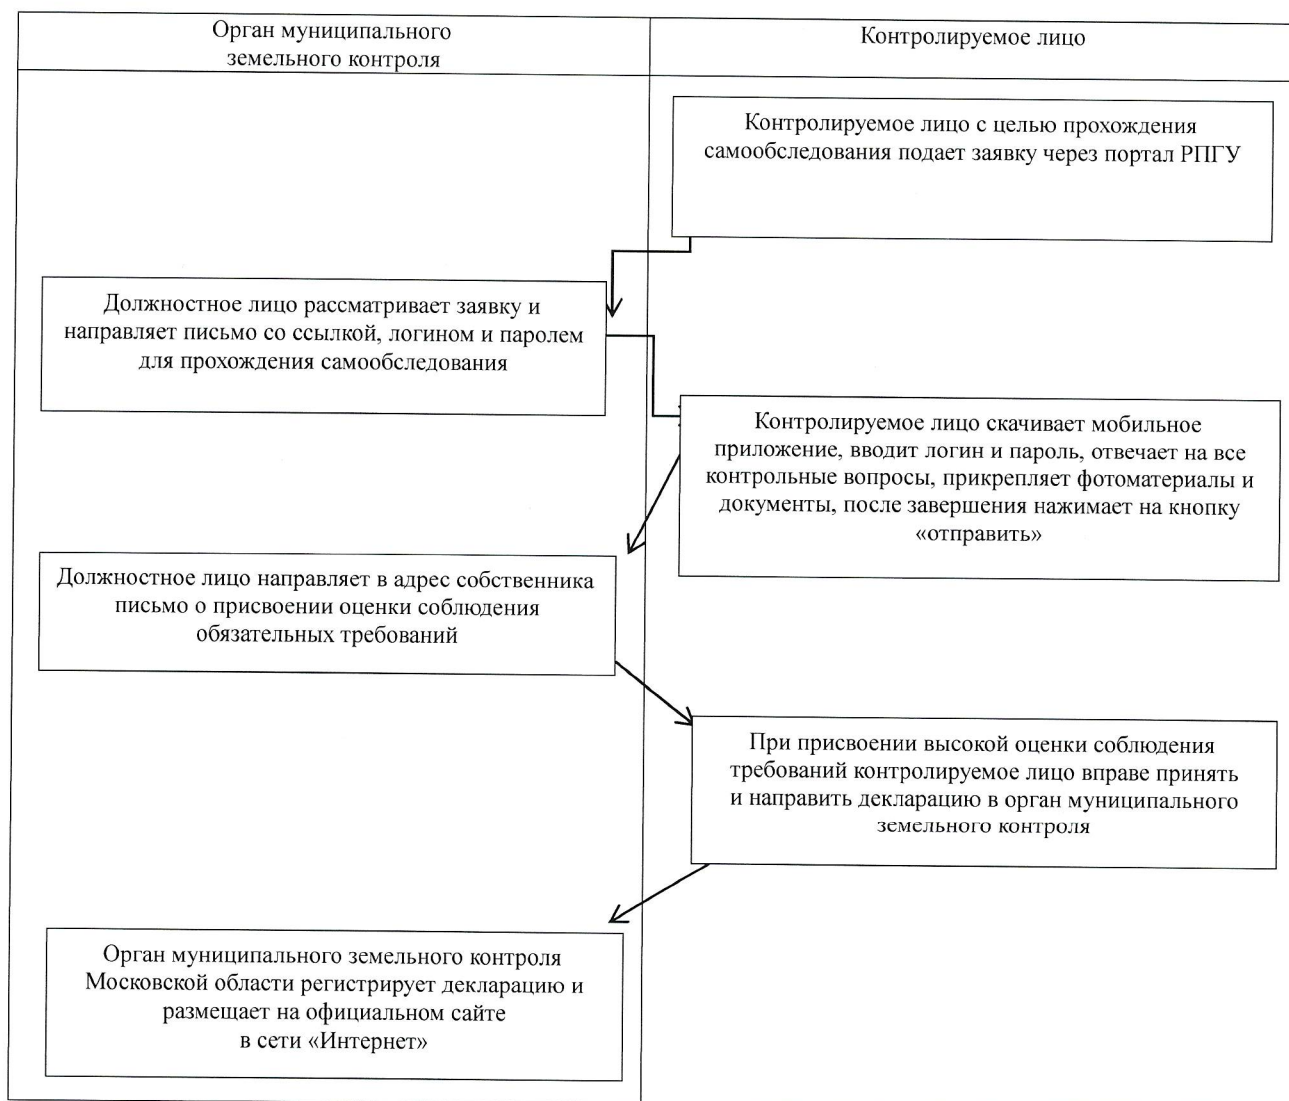 Орган муниципального
земельного контроля
Контролируемое лицо
Контролируемое лицо с целью прохождения
самообследования подает заявку через портал РПГУ
Должностное лицо рассматривает заявку и
направляет письмо со ссылкой, логином и паролем
для прохождения самообследования
Контролируемое лицо скачивает мобильное
приложение, вводит логин и пароль, отвечает на все
контрольные вопросы, прикрепляет фотоматериалы и
документы, после завершения нажимает на кнопку
«отправить»
Должностное лицо направляет в адрес собственника
письмо о присвоении оценки соблюдения
обязательных требований
При присвоении высокой оценки соблюдения
требований контролируемое лицо вправе принять
и направить декларацию в орган муниципального
земельного контроля
Орган муниципального земельного контроля
Московской области регистрирует декларацию и
размещает на официальном сайте
в сети «Интернет»